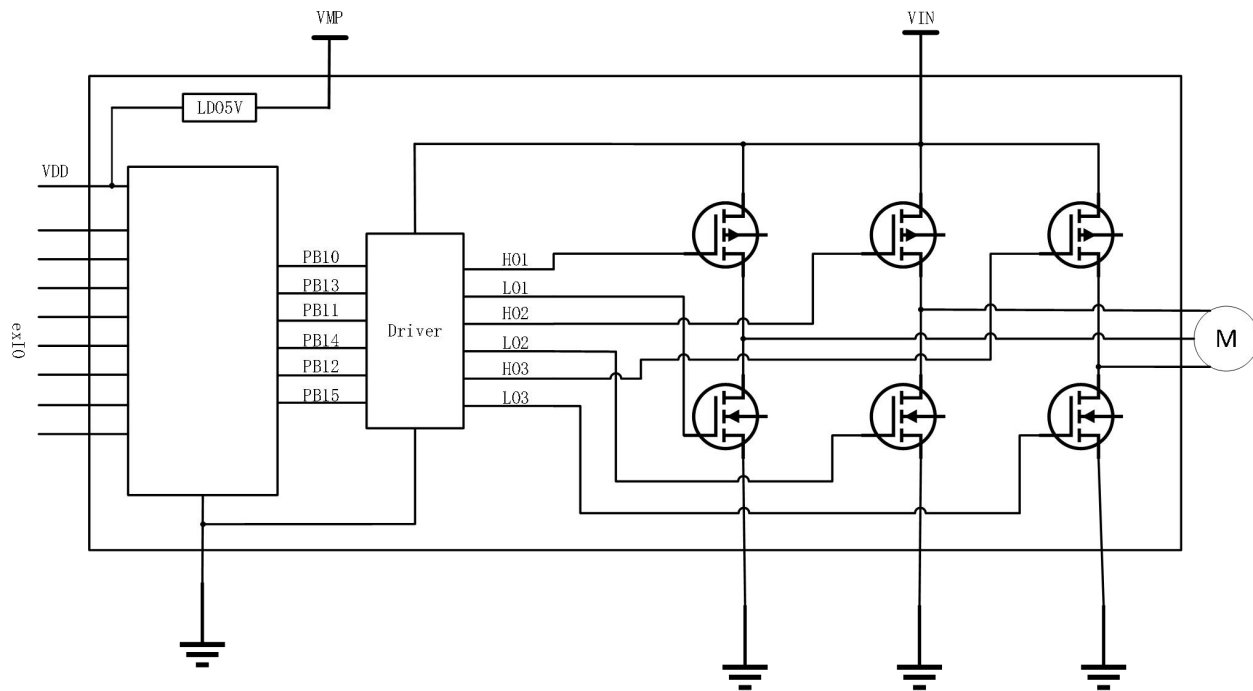 VMP
VIN
LDO5V
VDD
exIO
PB10
PB13
PB11
PB14
PB12
PB15
Driver
HO1
LO1
HO2
LO2
HO3
LO3
M